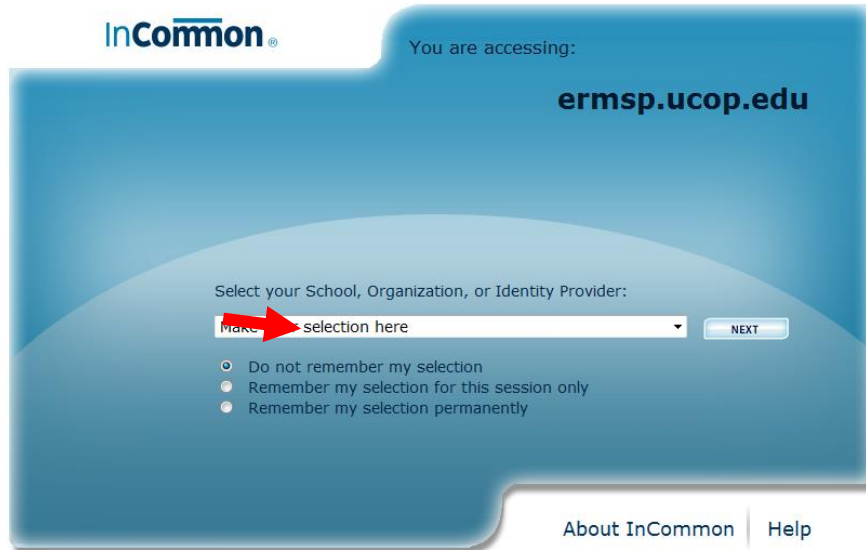 InCommon ®
You are accessing:
ermsp.ucop.edu
Select your School, Organization, or Identity Provider:
Make selection here
NEXT
Do not remember my selection
Remember my selection for this session only
Remember my selection permanently
About InCommon
Help